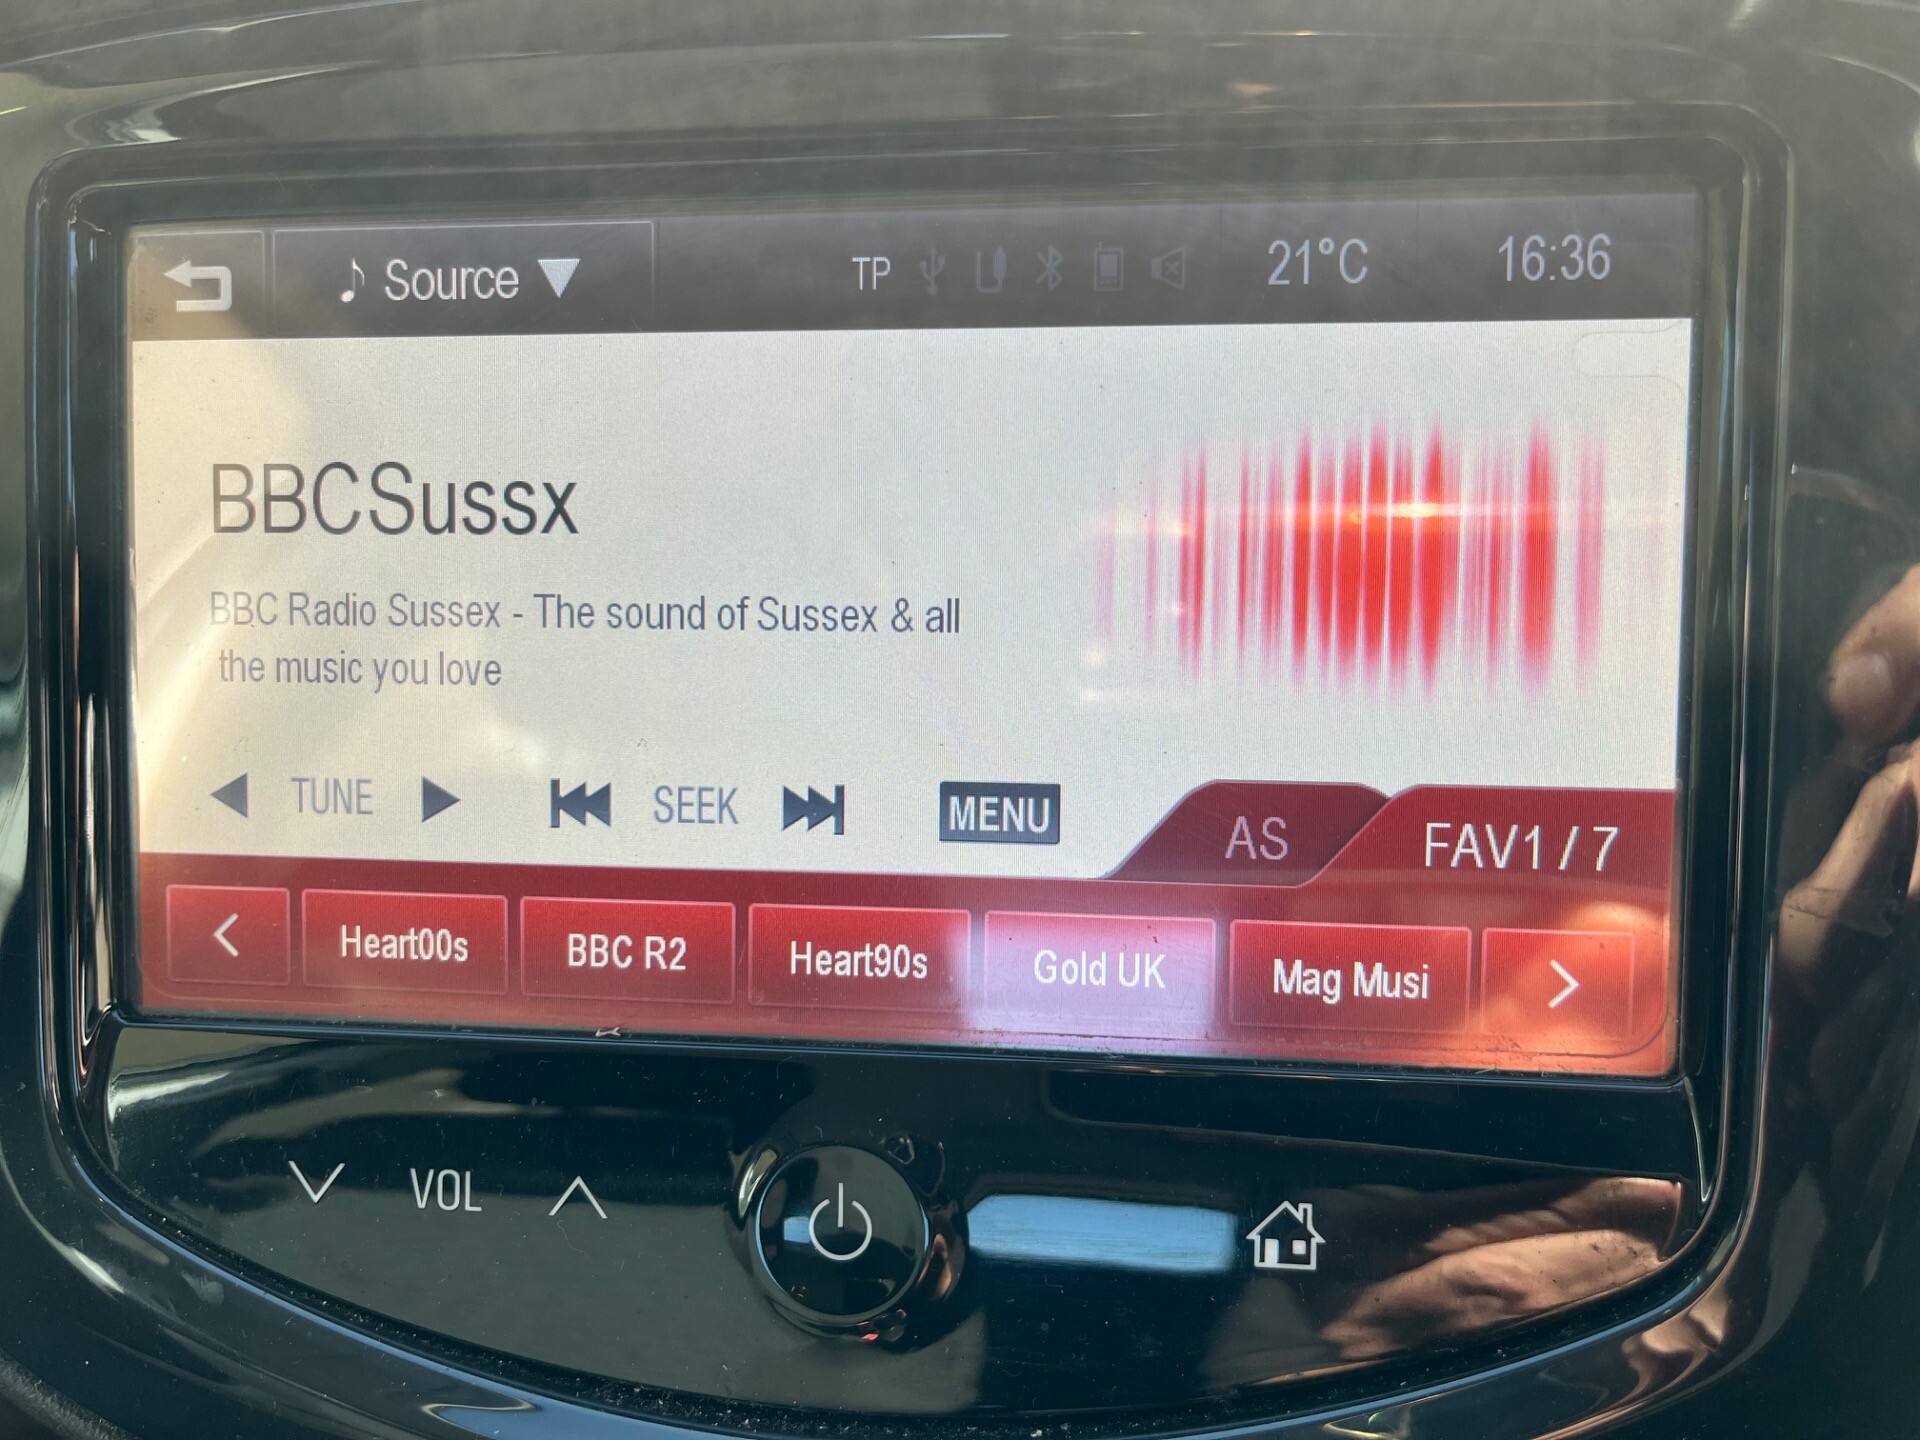 Source
TP
21°C
16:36
BBCSussx
BBC Radio Sussex - The sound of Sussex & all
the music you love
TUNE
SEEK
MENU
AS
FAV1 / 7
Heart00s
BBC R2
Heart90s
Gold UK
Mag Musi
VOL